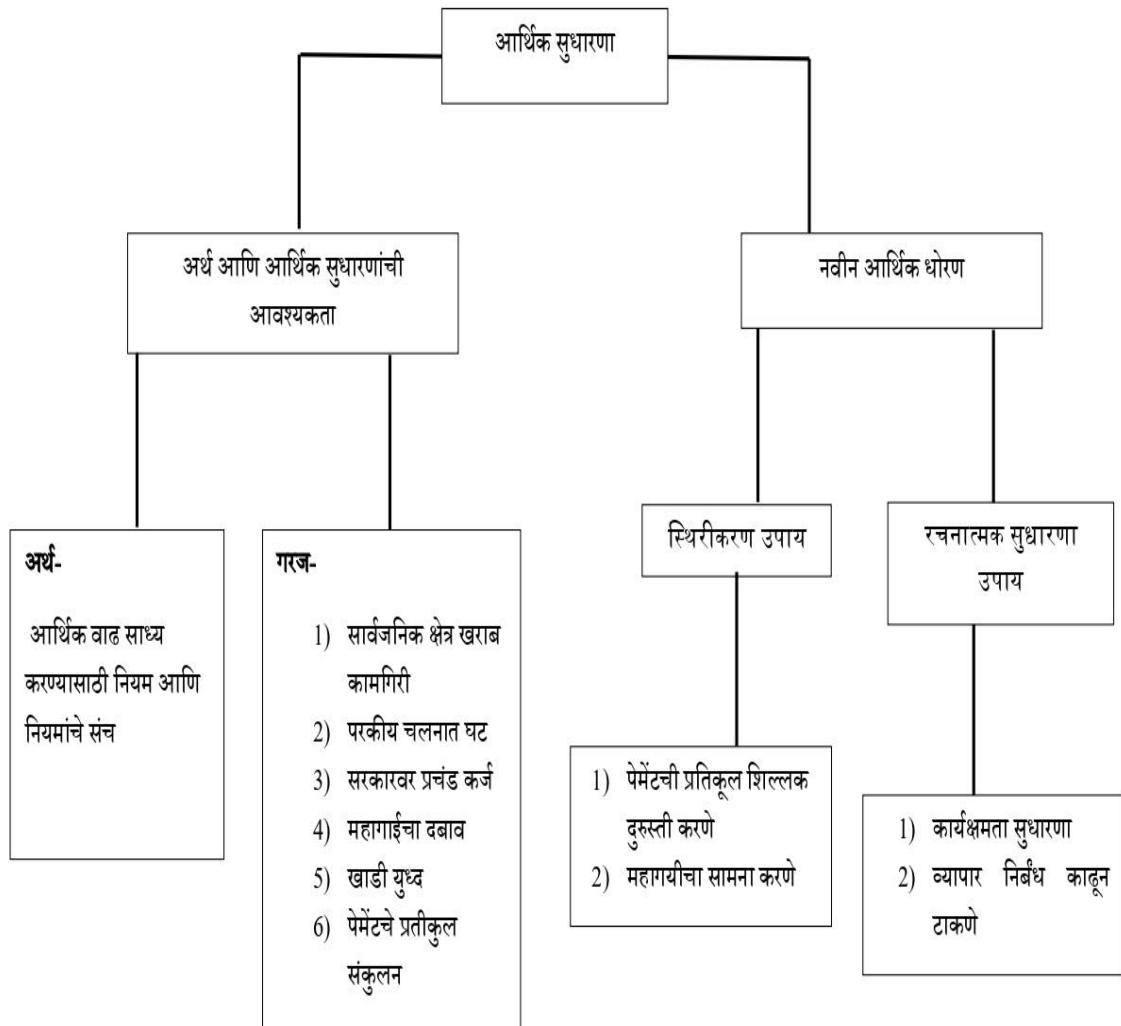 आर्थिक सुधारणा
अर्थ आणि आर्थिक सुधारणांची
आवश्यकता
नवीन आर्थिक धोरण
अर्थ-
आर्थिक वाढ साध्य
करण्यासाठी नियम आणि
नियमांचे संच
गरज-
1) सार्वजनिक क्षेत्र खराब
कामगिरी
2) परकीय चलनात घट
3) सरकारवर प्रचंड कर्ज
4) महागाईचा दबाव
5) खाडी युध्द
6) पेमेंटचे प्रतीकुल
संकुलन
स्थिरीकरण उपाय
1) पेमेंटची प्रतिकूल शिल्लक
दुरुस्ती करणे
2) महागयीचा सामना करणे
रचनात्मक सुधारणा
उपाय
1) कार्यक्षमता सुधारणा
2) व्यापार निर्बंध काढून
टाकणे